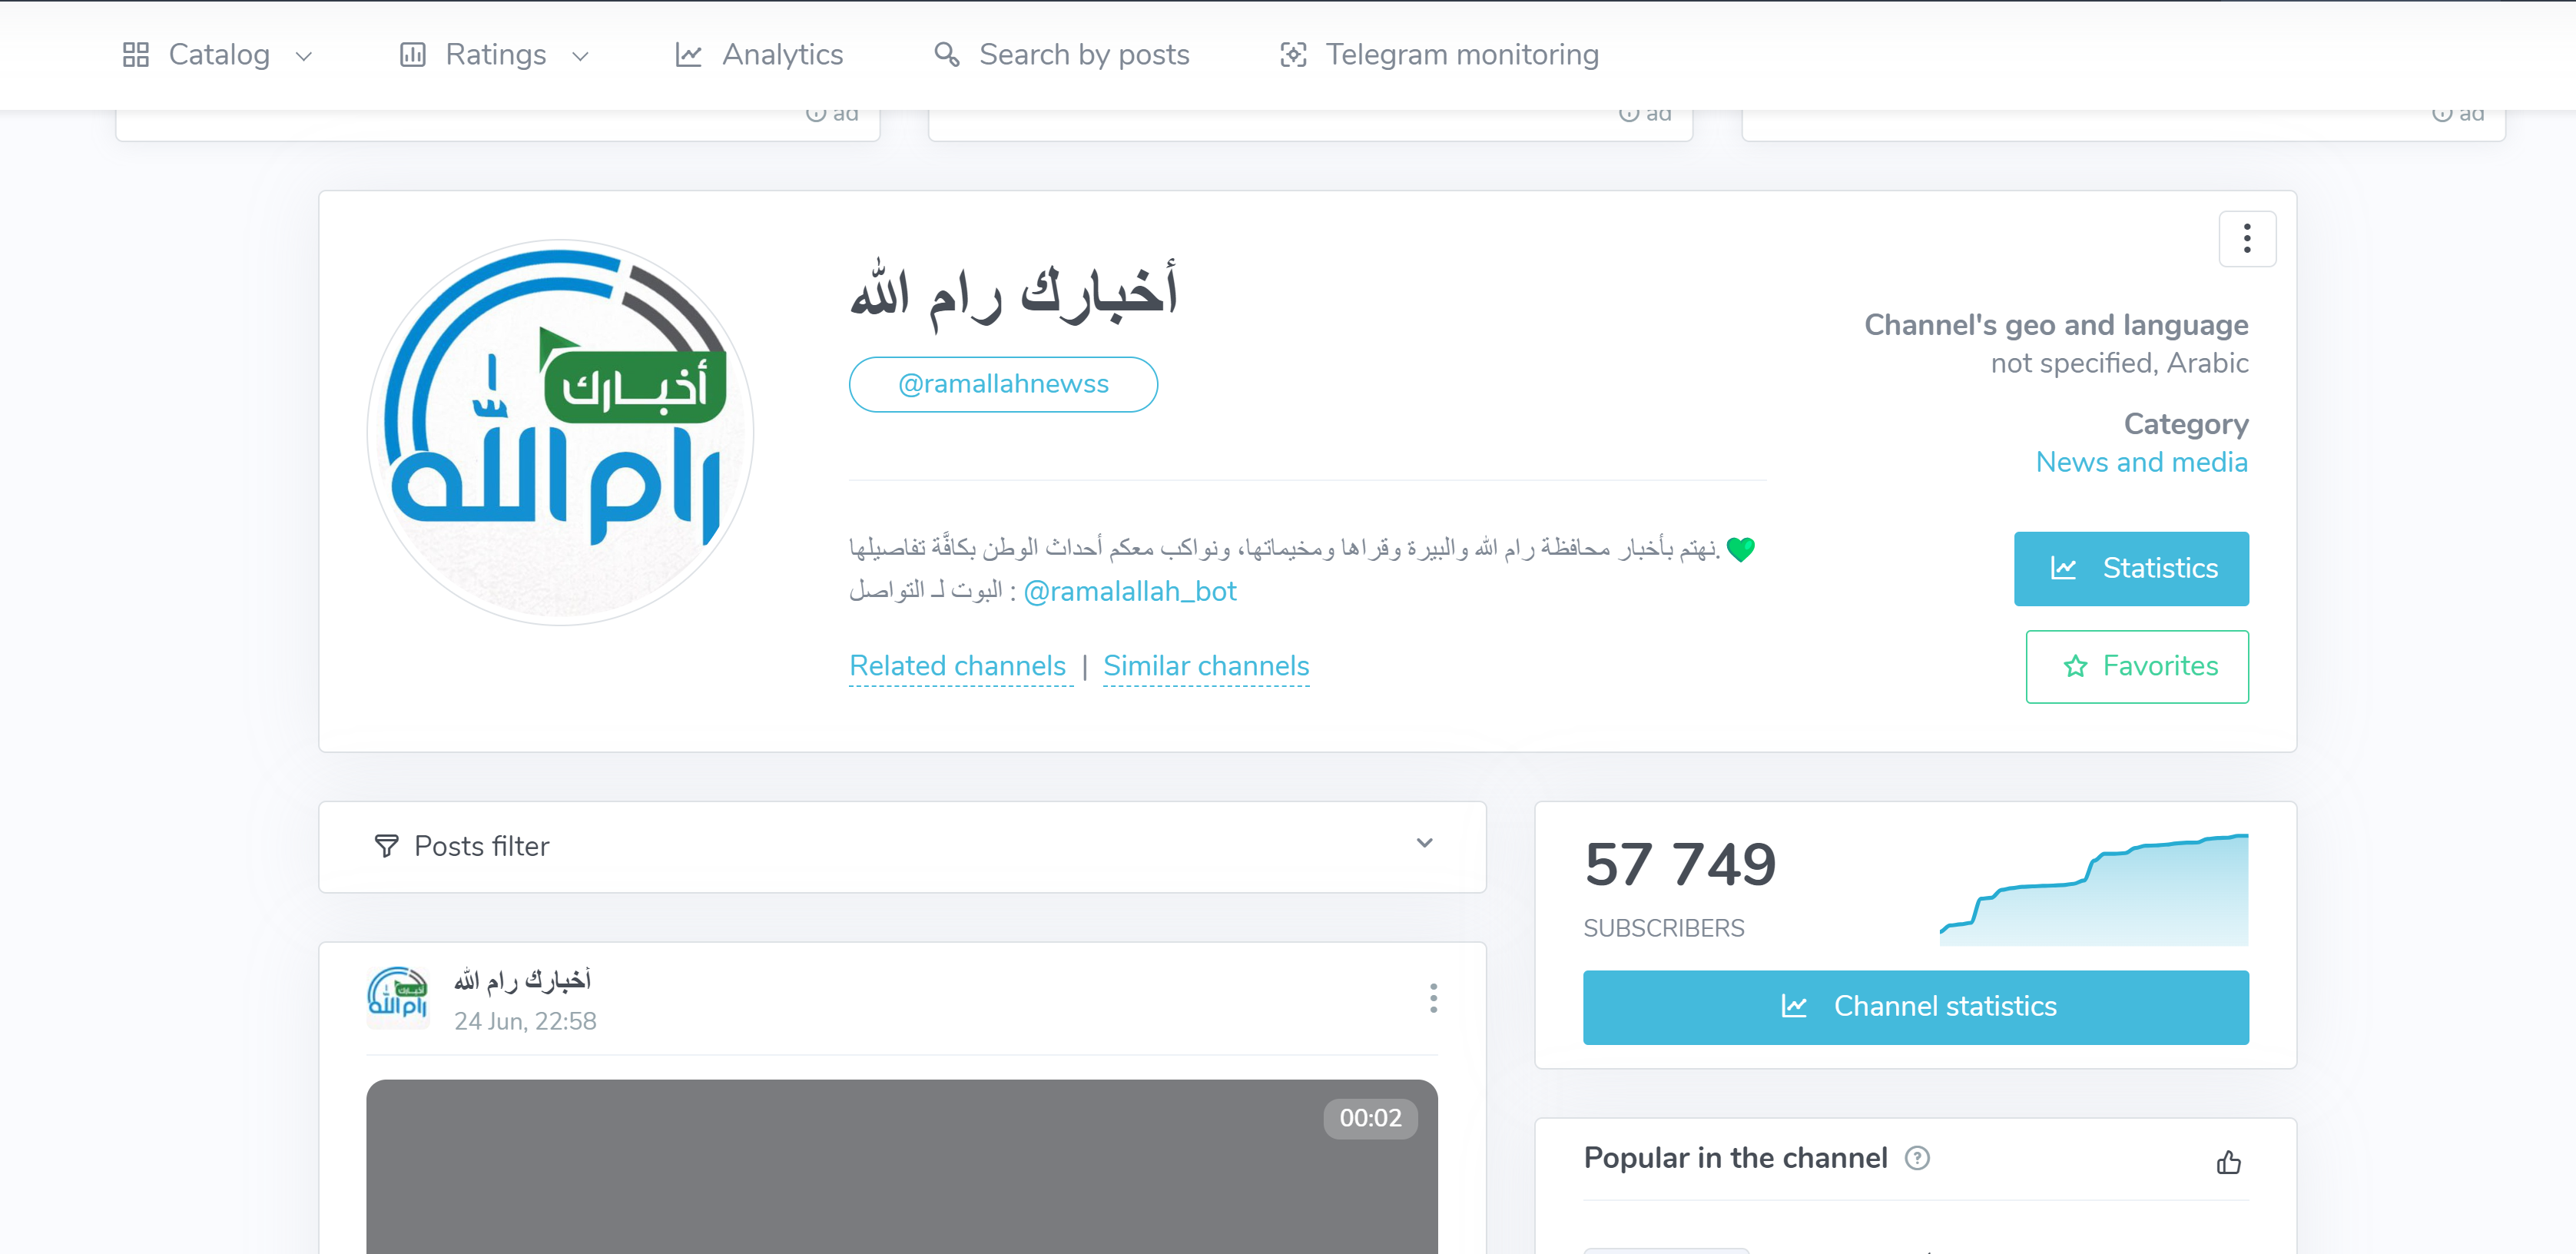 Catalog
Ratings
Analytics
Search by posts
Telegram monitoring
ad
ad
ad
أخبارك
رام اللّه
أخبارك رام الله
@ramallahnewss
Channel's geo and language
not specified, Arabic
Category
News and media
نهتم بأخبار محافظة رام الله والبيرة وقراها ومخيماتها، ونواكب معكم أحداث الوطن بكافَّة تفاصيلها.💚
البوت لـ التواصل : @ramalallah_bot
Related channels | Similar channels
Statistics
Favorites
Posts filter
أخبارك رام الله
24 Jun, 22:58
00:02
57 749
SUBSCRIBERS
Channel statistics
Popular in the channel